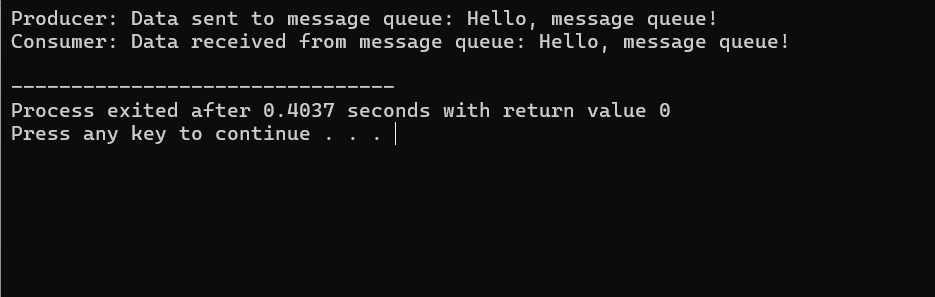 Producer: Data sent to message queue: Hello, message queue!
Consumer: Data received from message queue: Hello, message queue!
--------------------------------
Process exited after 0.4037 seconds with return value 0
Press any key to continue . . .